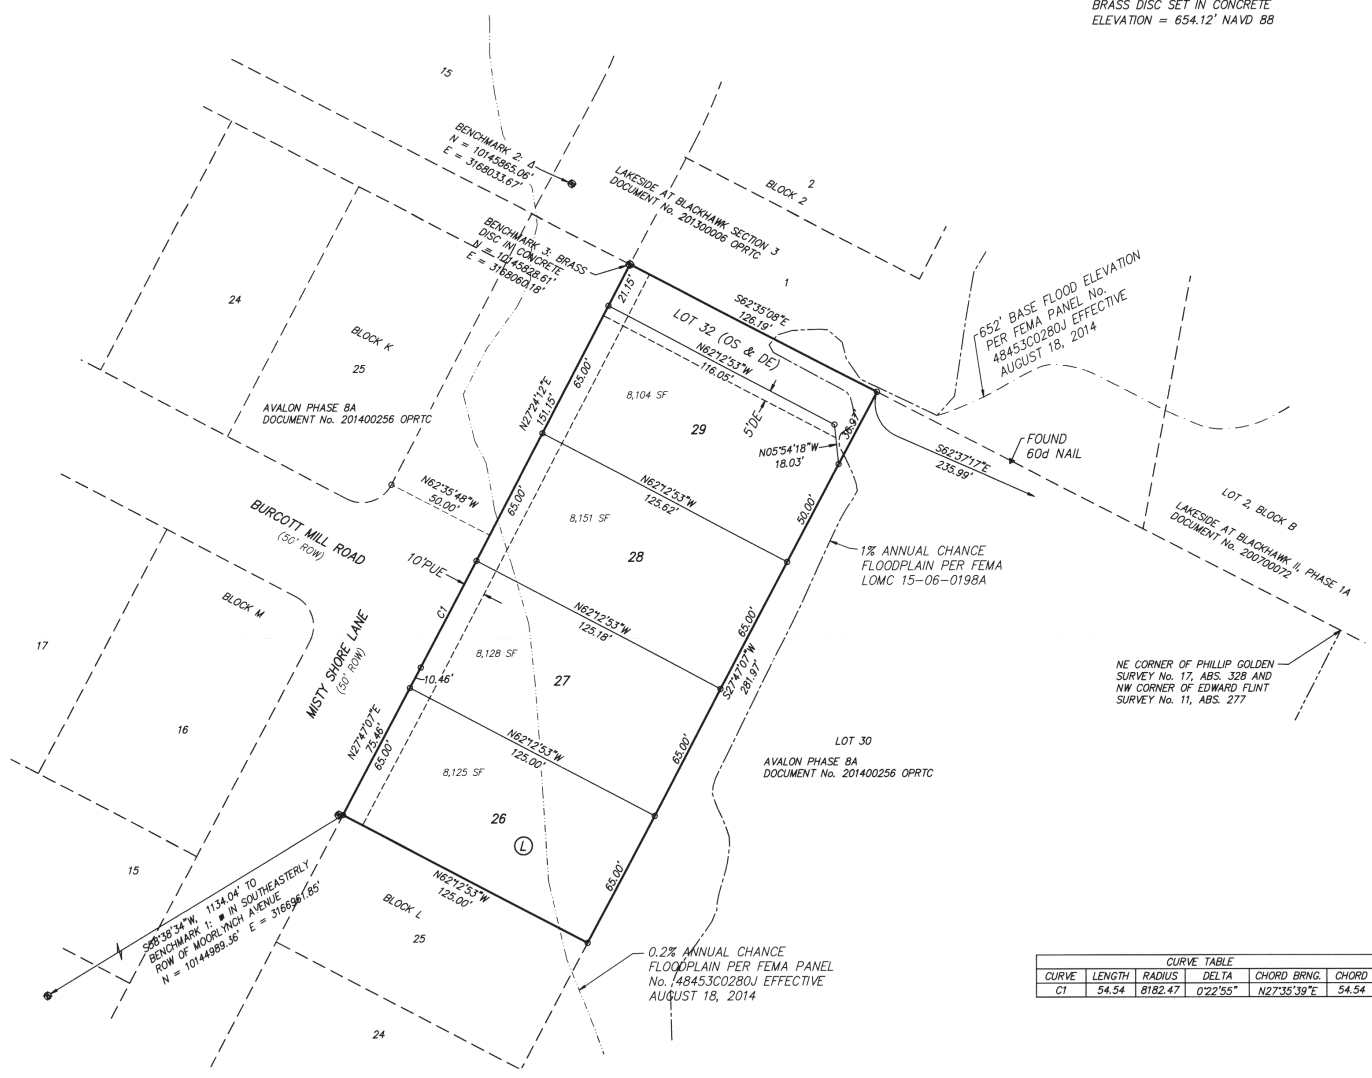 BRASS DISC SET IN CONCRETE
ELEVATION = 654.12' NAVD 88
15
BENCHMARK 2: Δ
N = 10145865.06'
E = 3168033.67'
LAKESIDE AT BLACKHAWK SECTION 3
DOCUMENT No. 201300006 OPRTC
2
BLOCK 2
BENCHMARK 3: BRASS
DISC IN CONCRETE
N = 10145828.61'
E = 3168060.18'
1
652' BASE FLOOD ELEVATION
PER FEMA PANEL No.
48453C0280J EFFECTIVE
AUGUST 18, 2014
24
BLOCK K
25
AVALON PHASE 8A
DOCUMENT No. 201400256 OPRTC
21.15'
S62°35'08"E
126.19'
LOT 32 (OS & DE)
N62°12'53"W
116.05'
65.00'
8,104 SF
29
5'DE
N27°24'12"E
151.15'
N05°54'18"W
18.03'
36.97'
S62°37'17"E
235.99'
FOUND
60d NAIL
LOT 2, BLOCK B
LAKESIDE AT BLACKHAWK II, PHASE 1A
DOCUMENT No. 200700072
N62°35'48"W
50.00'
65.00'
N62°12'53"W
125.62'
8,151 SF
28
50.00'
BURCOTT MILL ROAD
(50' ROW)
10'PUE
1% ANNUAL CHANCE
FLOODPLAIN PER FEMA
LOMC 15-06-0198A
BLOCK M
C1
N62°12'53"W
125.18'
65.00'
17
MISTY SHORE LANE
(50' ROW)
8,128 SF
27
10.46'
S27°47'07"W
281.97'
NE CORNER OF PHILLIP GOLDEN
SURVEY No. 17, ABS. 328 AND
NW CORNER OF EDWARD FLINT
SURVEY No. 11, ABS. 277
16
N27°47'07"E
75.46'
65.00'
N62°12'53"W
125.00'
65.00'
LOT 30
AVALON PHASE 8A
DOCUMENT No. 201400256 OPRTC
8,125 SF
26
L
15
S58°38'34"W, 1134.04' TO
BENCHMARK 1: ■ IN SOUTHEASTERLY
ROW OF MOORLYNCH AVENUE
N = 10144989.36' E = 3166961.85'
N62°12'53"W
125.00'
65.00'
BLOCK L
25
0.2% ANNUAL CHANCE
FLOODPLAIN PER FEMA PANEL
No. 48453C0280J EFFECTIVE
AUGUST 18, 2014
24
CURVE TABLE
CURVE LENGTH RADIUS DELTA CHORD BRNG. CHORD
C1 54.54 8182.47 0°22'55" N27°35'39"E 54.54